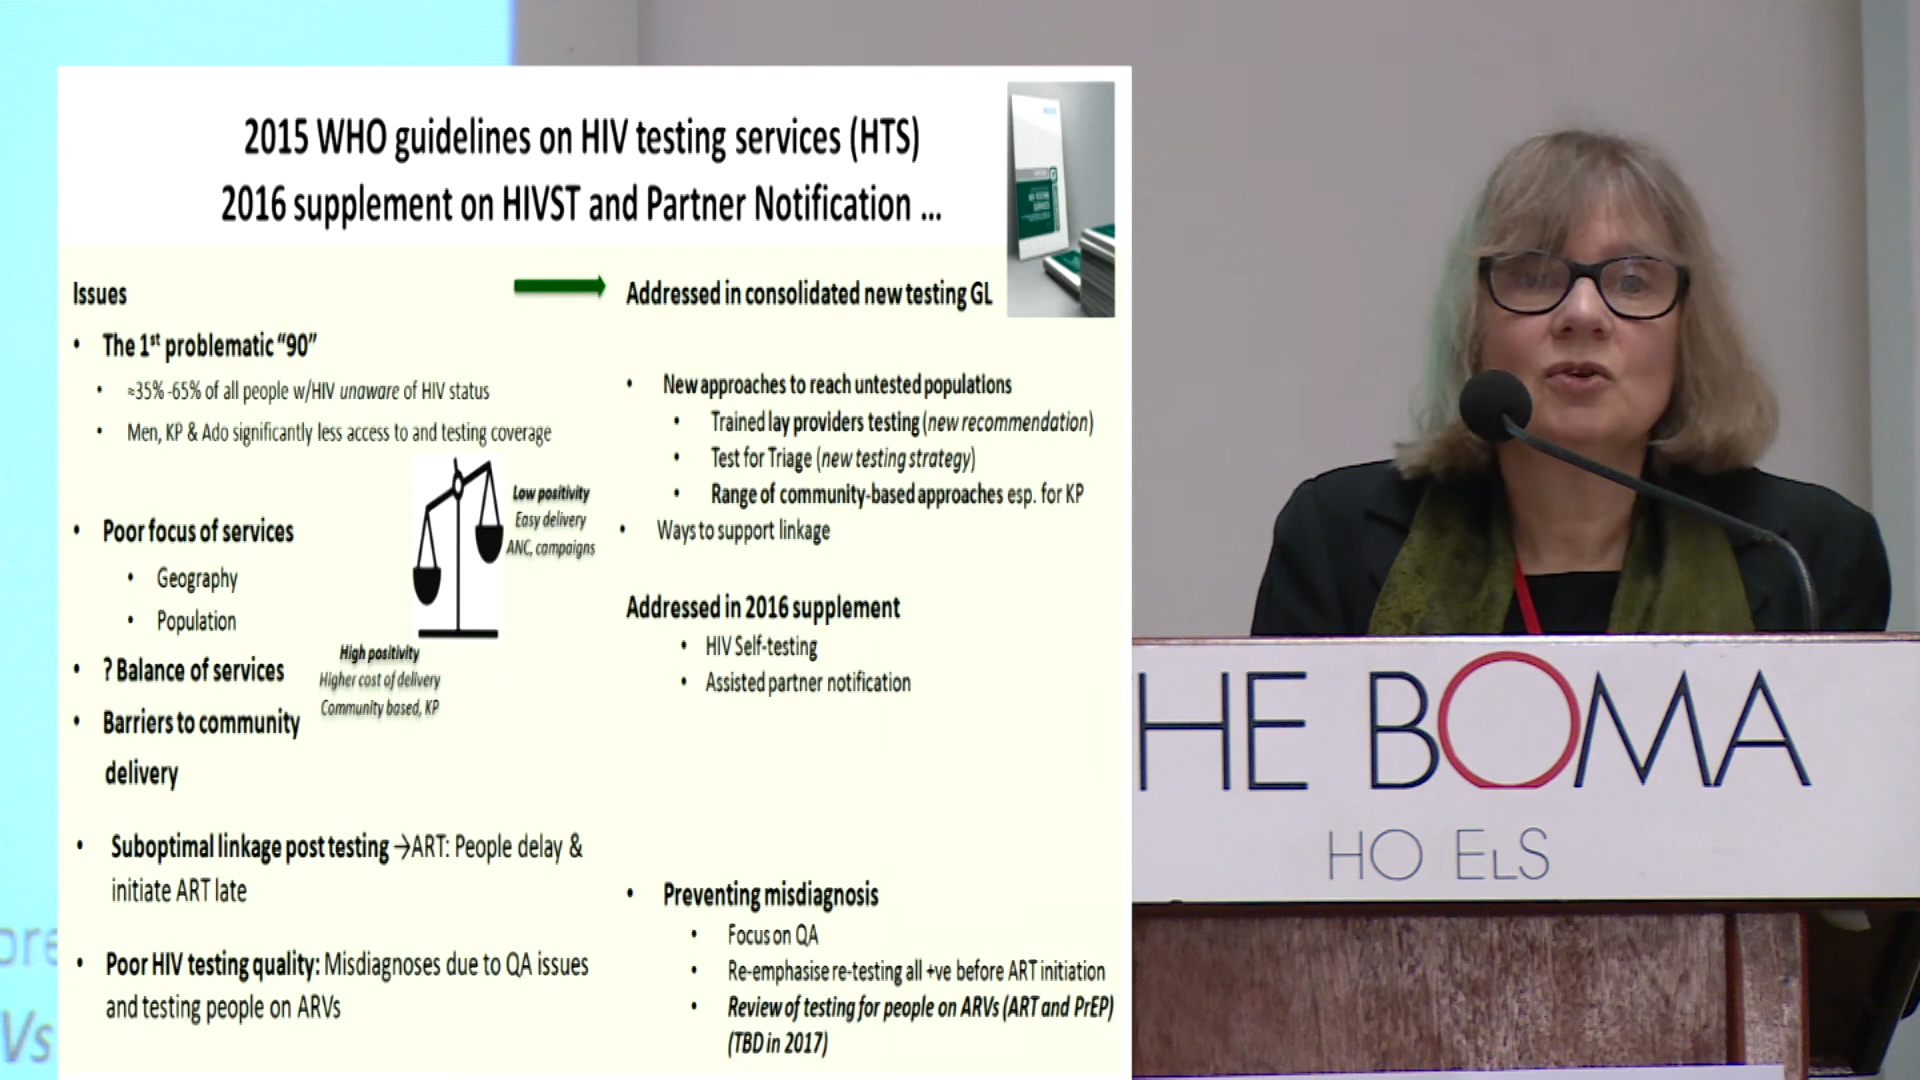 2015 WHO guidelines on HIV testing services (HTS)
2016 supplement on HIVST and Partner Notification ...
Issues
• The 1st problematic “90”
• ≈35% -65% of all people w/HIV unaware of HIV status
• Men, KP & Ado significantly less access to and testing coverage
Low positivity
Easy delivery
ANC, campaigns
• Poor focus of services
• Geography
• Population
• ? Balance of services
High positivity
Higher cost of delivery
Community based, KP
• Barriers to community
delivery
• Suboptimal linkage post testing →ART: People delay &
initiate ART late
• Poor HIV testing quality: Misdiagnoses due to QA issues
and testing people on ARVs
Addressed in consolidated new testing GL
• New approaches to reach untested populations
• Trained lay providers testing (new recommendation)
• Test for Triage (new testing strategy)
• Range of community-based approaches esp. for KP
• Ways to support linkage
Addressed in 2016 supplement
• HIV Self-testing
• Assisted partner notification
• Preventing misdiagnosis
• Focus on QA
• Re-emphasise re-testing all +ve before ART initiation
• Review of testing for people on ARVs (ART and PrEP)
(TBD in 2017)
HE BOMA
HO ELS